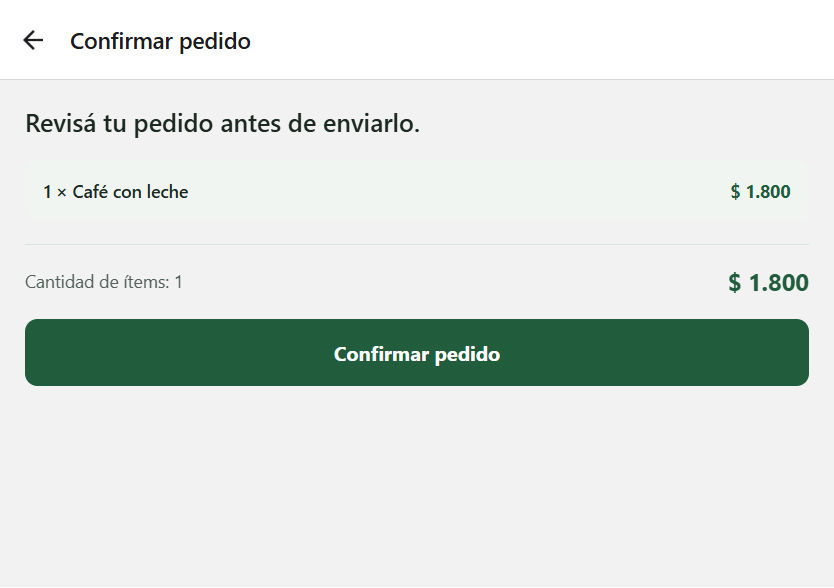 Confirmar pedido
Revisá tu pedido antes de enviarlo.
1 × Café con leche $ 1.800
Cantidad de ítems: 1 $ 1.800
Confirmar pedido